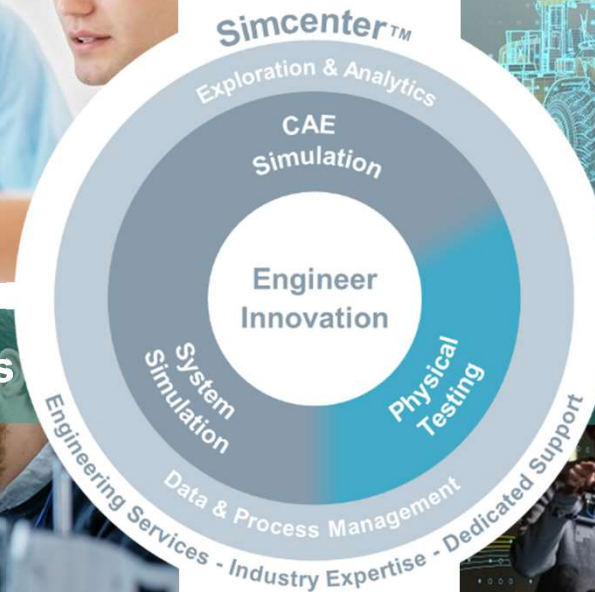 Simcenter™
Exploration & Analytics
CAE
Simulation
Engineer
Innovation
System
Simulation
Physical
Testing
Data & Process Management
Engineering Services - Industry Expertise - Dedicated Support
s